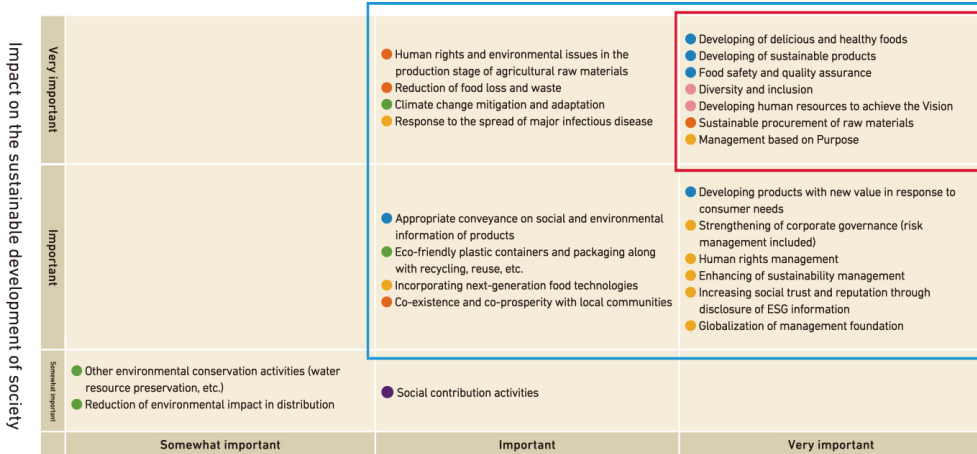 Impact on the sustainable development of society
Very important
Human rights and environmental issues in the
production stage of agricultural raw materials
Reduction of food loss and waste
Climate change mitigation and adaptation
Response to the spread of major infectious disease
Developing of delicious and healthy foods
Developing of sustainable products
Food safety and quality assurance
Diversity and inclusion
Developing human resources to achieve the Vision
Sustainable procurement of raw materials
Management based on Purpose
Important
Appropriate conveyance on social and environmental
information of products
Eco-friendly plastic containers and packaging along
with recycling, reuse, etc.
Incorporating next-generation food technologies
Co-existence and co-prosperity with local communities
Developing products with new value in response to
consumer needs
Strengthening of corporate governance (risk
management included)
Human rights management
Enhancing of sustainability management
Increasing social trust and reputation through
disclosure of ESG information
Globalization of management foundation
Somewhat important
Other environmental conservation activities (water
resource preservation, etc.)
Reduction of environmental impact in distribution
Social contribution activities
Somewhat important
Important
Very important